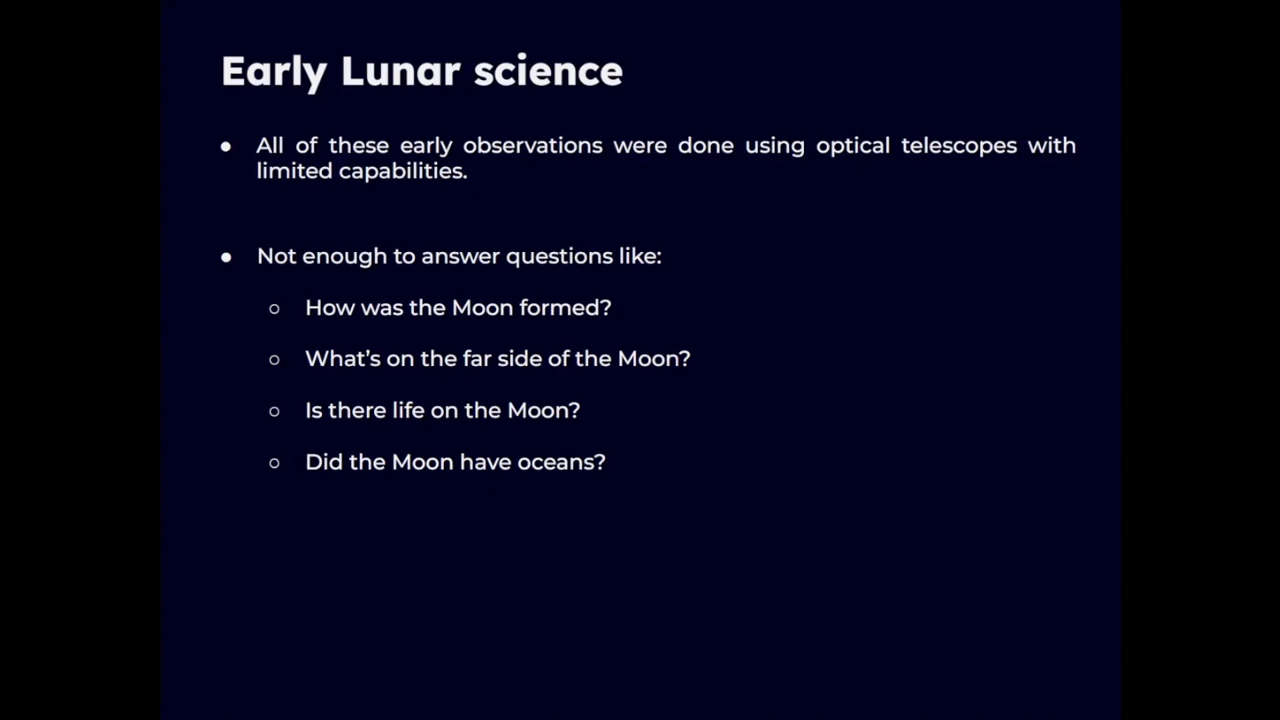 Early Lunar science
● All of these early observations were done using optical telescopes with
limited capabilities.
● Not enough to answer questions like:
○ How was the Moon formed?
○ What's on the far side of the Moon?
○ Is there life on the Moon?
○ Did the Moon have oceans?